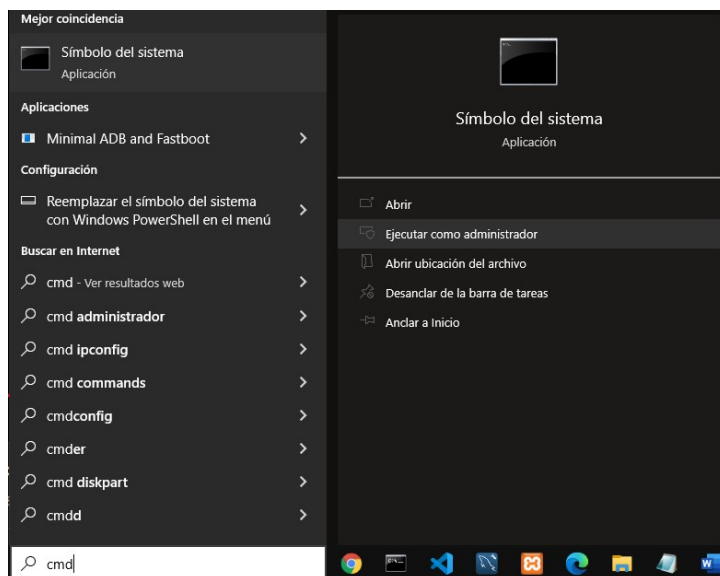 Mejor coincidencia
Símbolo del sistema
Aplicación
Aplicaciones
Minimal ADB and Fastboot
Configuración
Reemplazar el símbolo del sistema
con Windows PowerShell en el menú
Buscar en Internet
cmd - Ver resultados web
cmd administrador
cmd ipconfig
cmd commands
cmdconfig
cmder
cmd diskpart
cmdd
cmd
Símbolo del sistema
Aplicación
Abrir
Ejecutar como administrador
Abrir ubicación del archivo
Desanclar de la barra de tareas
Anclar a Inicio